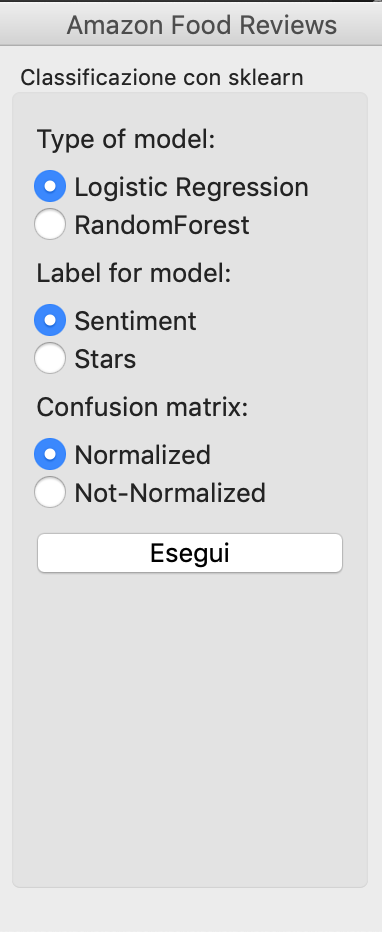 Amazon Food Reviews
Classificazione con sklearn
Type of model:
Logistic Regression
RandomForest
Label for model:
Sentiment
Stars
Confusion matrix:
Normalized
Not-Normalized
Esegui